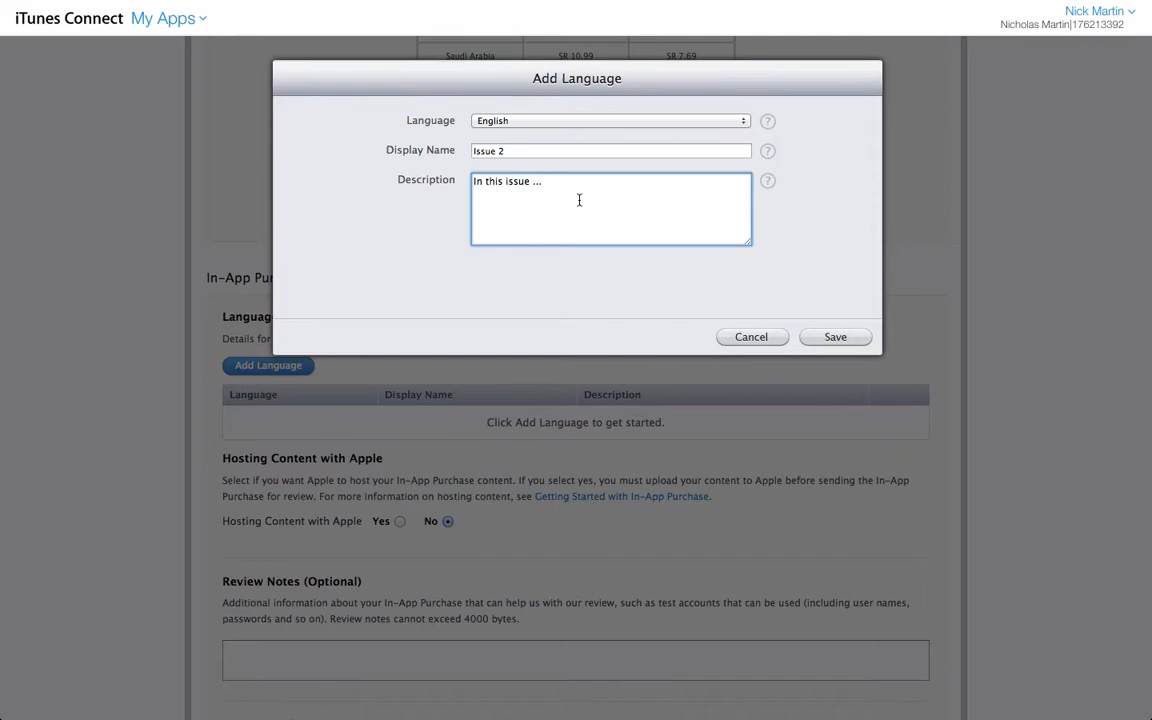 iTunes Connect My Apps
Nick Martin
Nicholas Martin|176213392
Saudi Arabia SR 10.99 SR 7.69
Add Language
Language English ?
Display Name Issue 2 ?
Description In this issue ... ?
Cancel Save
In-App Pur
Languag
Details for
Add Language
Language Display Name Description
Click Add Language to get started.
Hosting Content with Apple
Select if you want Apple to host your In-App Purchase content. If you select yes, you must upload your content to Apple before sending the In-App
Purchase for review. For more information on hosting content, see Getting Started with In-App Purchase.
Hosting Content with Apple Yes No
Review Notes (Optional)
Additional information about your In-App Purchase that can help us with our review, such as test accounts that can be used (including user names,
passwords and so on). Review notes cannot exceed 4000 bytes.